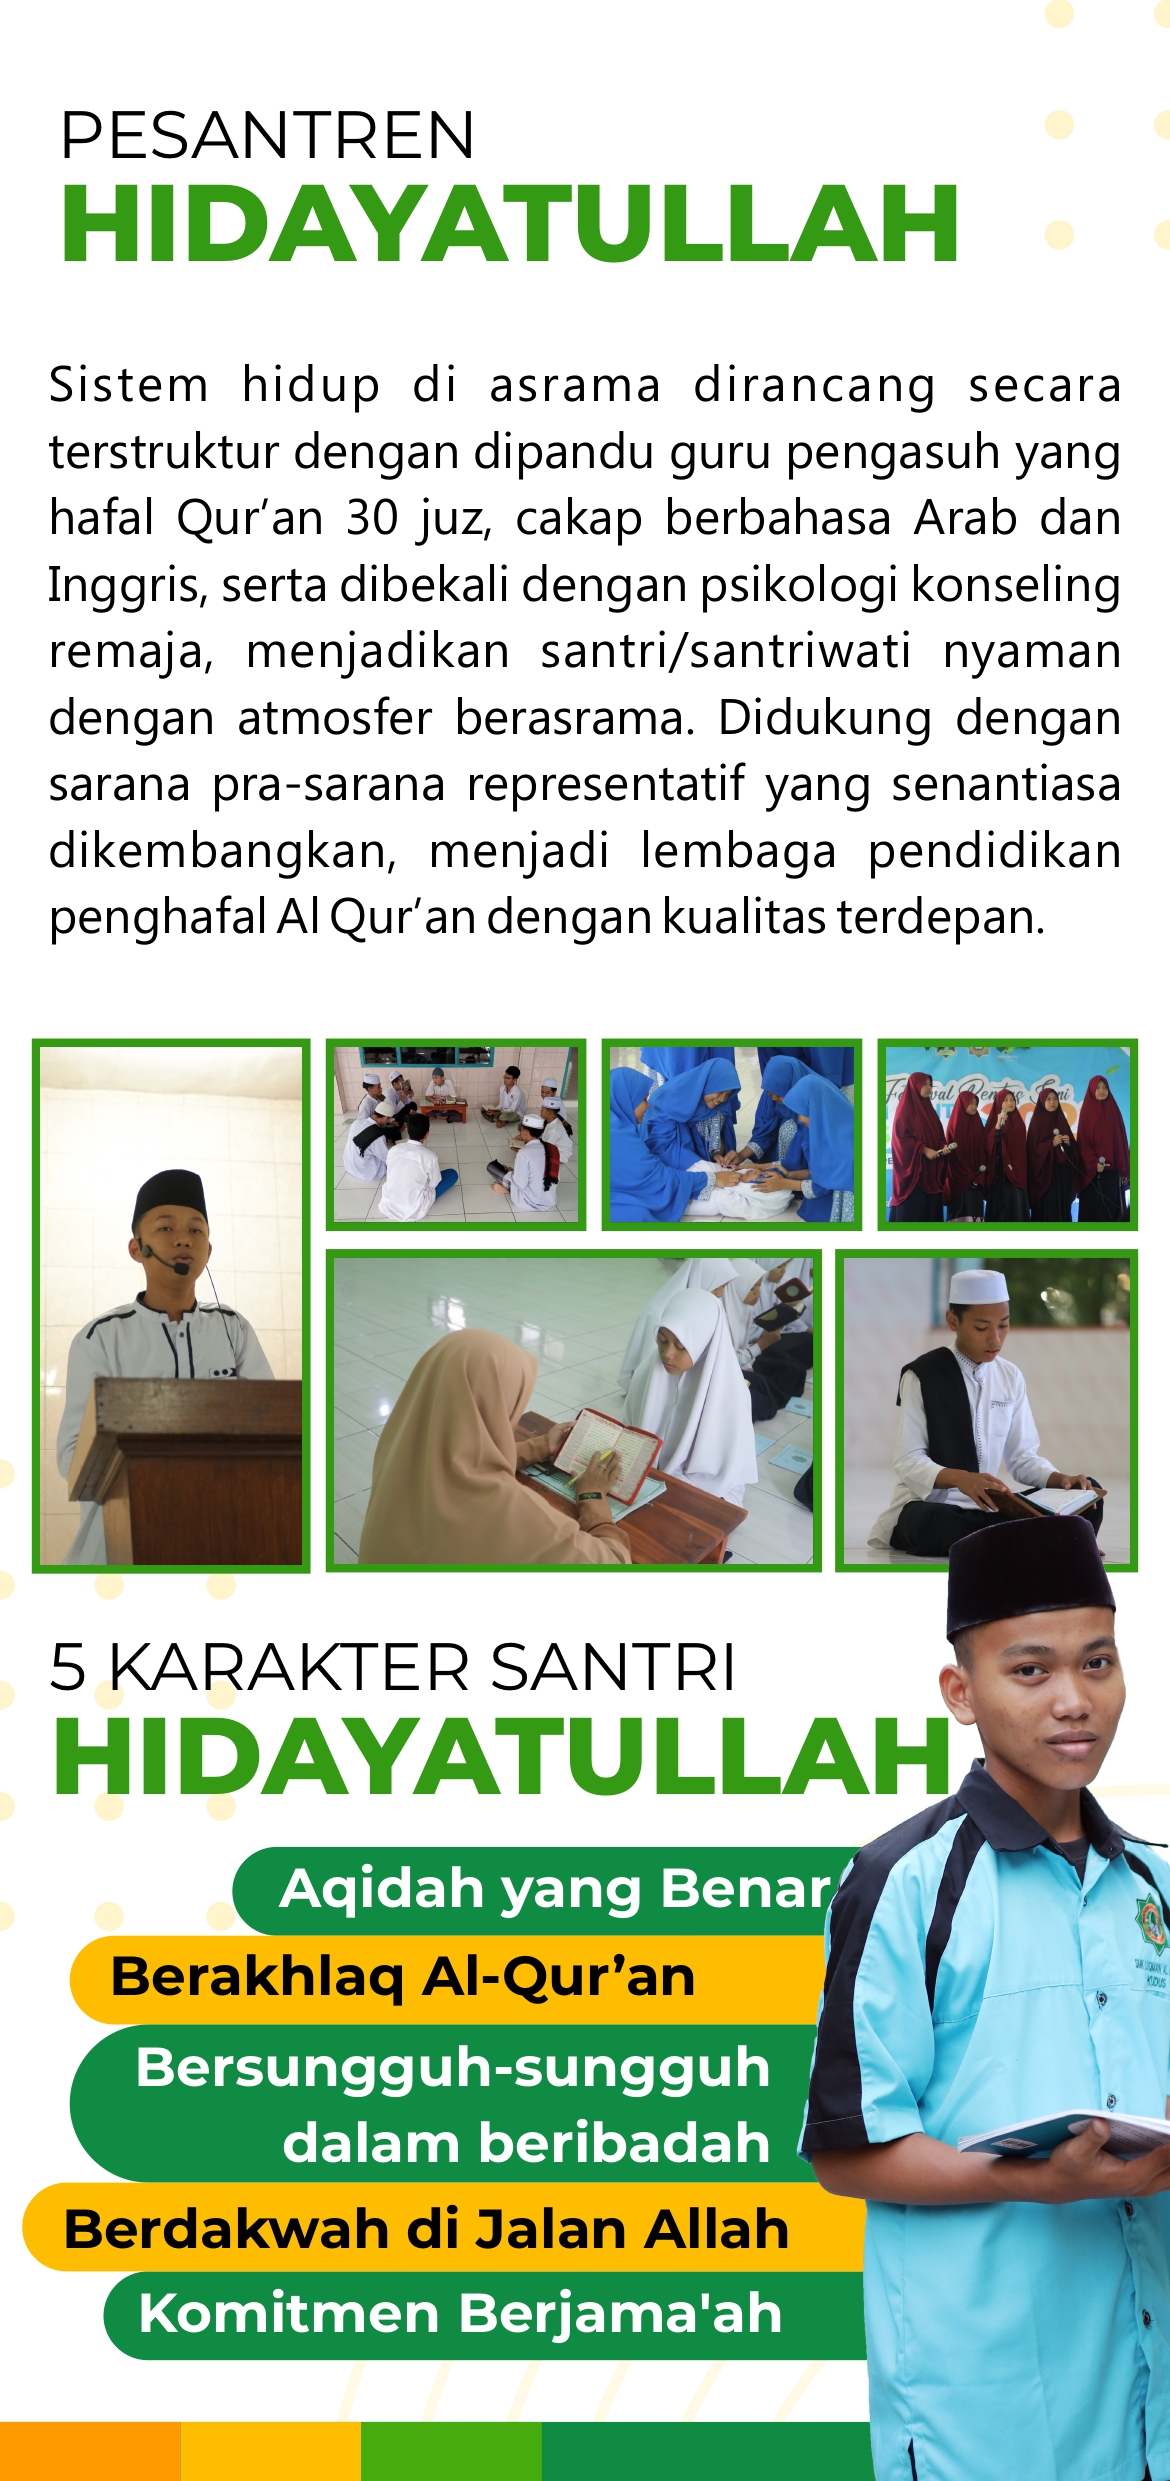 PESANTREN
HIDAYATULLAH
Sistem hidup di asrama dirancang secara
terstruktur dengan dipandu guru pengasuh yang
hafal Qur’an 30 juz, cakap berbahasa Arab dan
Inggris, serta dibekali dengan psikologi konseling
remaja, menjadikan santri/santriwati nyaman
dengan atmosfer berasrama. Didukung dengan
sarana pra-sarana representatif yang senantiasa
dikembangkan, menjadi lembaga pendidikan
penghafal Al Qur’an dengan kualitas terdepan.
5 KARAKTER SANTRI
HIDAYATULLAH
Aqidah yang Benar
Berakhlaq Al-Qur’an
Bersungguh-sungguh
dalam beribadah
Berdakwah di Jalan Allah
Komitmen Berjama'ah
KUDUS